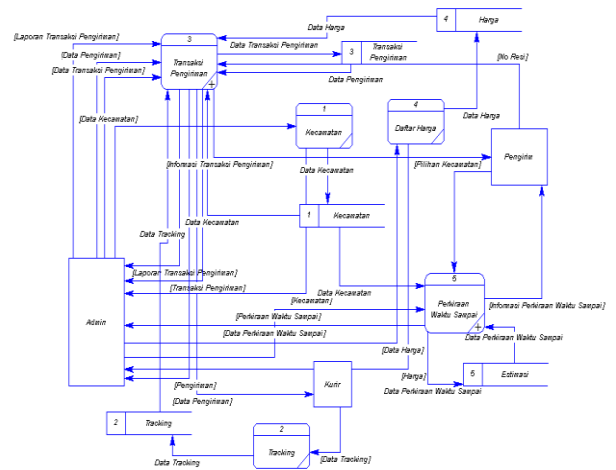 [Laporan Transaksi Pengiriman]
[Data Pengiriman]
[Data Transaksi Pengiriman]
3
Transaksi
Pengiriman
Data Harga
4
Harga
Data Transaksi Pengiriman
3
Transaksi
Pengiriman
Data Pengiriman
[No Resi]
[Data Kecamatan]
1
Kecamatan
4
Daftar Harga
Data Harga
[Informasi Transaksi Pengiriman]
Data Kecamatan
[Pilihan Kecamatan]
Pengirim
Data Tracking
Data Kecamatan
1
Kecamatan
[Laporan Transaksi Pengiriman]
[Transaksi Pengiriman]
[Kecamatan]
Data Kecamatan
5
Perkiraan
Waktu Sampai
[Informasi Perkiraan Waktu Sampai]
Admin
[Perkiraan Waktu Sampai]
[Data Perkiraan Waktu Sampai]
Data Perkiraan Waktu Sampai
[Data Harga]
[Harga]
5
Estimasi
Data Perkiraan Waktu Sampai
[Pengiriman]
[Data Pengiriman]
Kurir
2
Tracking
2
Tracking
Data Tracking
[Data Tracking]